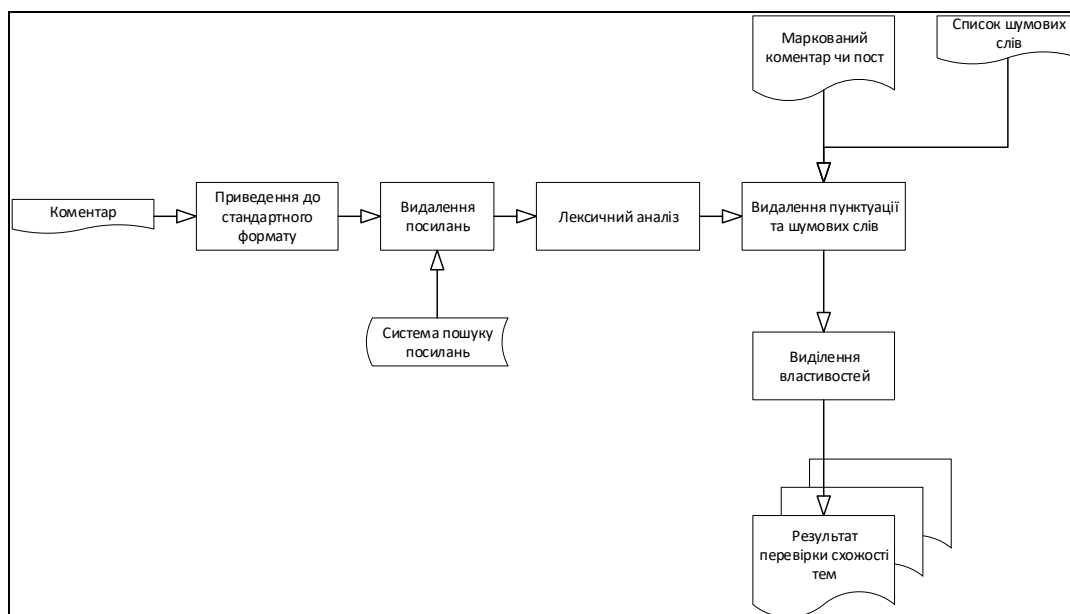 Маркований
коментар чи пост
Список шумових
слів
Коментар
Приведення до
стандартного
формату
Видалення
посилань
Лексичний аналіз
Видалення пунктуації
та шумових слів
Система пошуку
посилань
Виділення
властивостей
Результат
перевірки схожості
тем